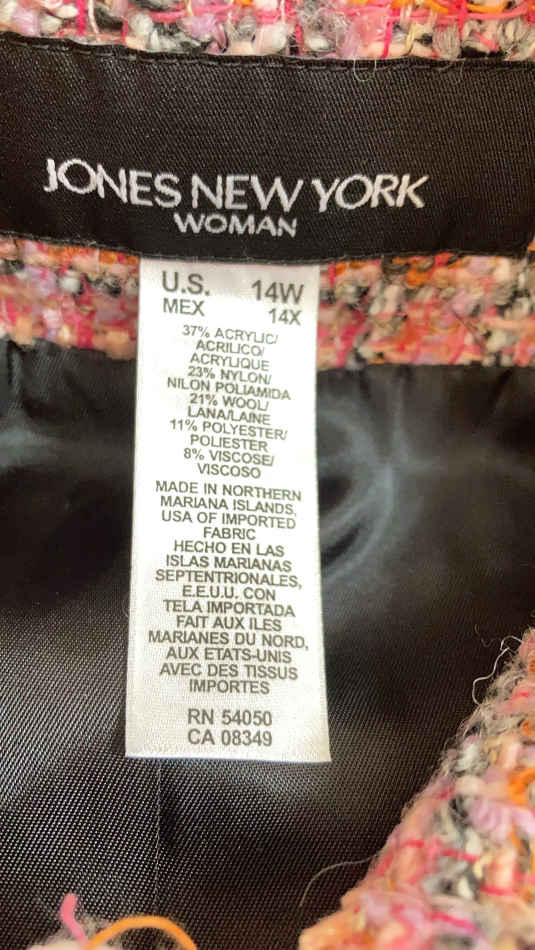 JONES NEW YORK
WOMAN
U.S. 14W
MEX 14X
37% ACRYLIC/
ACRILICO/
ACRYLIQUE
23% NYLON/
NILON POLIAMIDA
21% WOOL/
LANA/LAINE
11% POLYESTER/
POLIESTER
8% VISCOSE/
VISCOSO
MADE IN NORTHERN
MARIANA ISLANDS,
USA OF IMPORTED
FABRIC
HECHO EN LAS
ISLAS MARIANAS
SEPTENTRIONALES,
E.E.U.U. CON
TELA IMPORTADA
FAIT AUX ILES
MARIANES DU NORD,
AUX ETATS-UNIS
AVEC DES TISSUS
IMPORTES
RN 54050
CA 08349